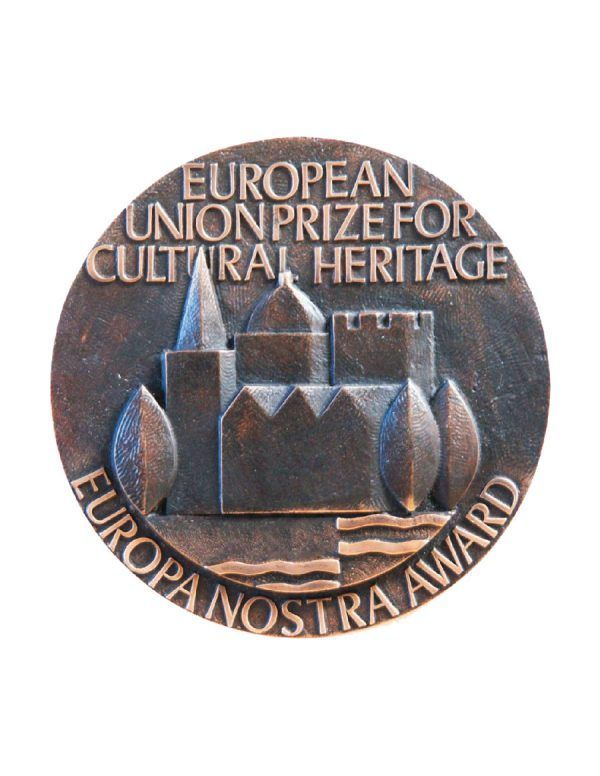 EUROPEAN
UNION PRIZE FOR
CULTURAL HERITAGE
EUROPA NOSTRA AWARD